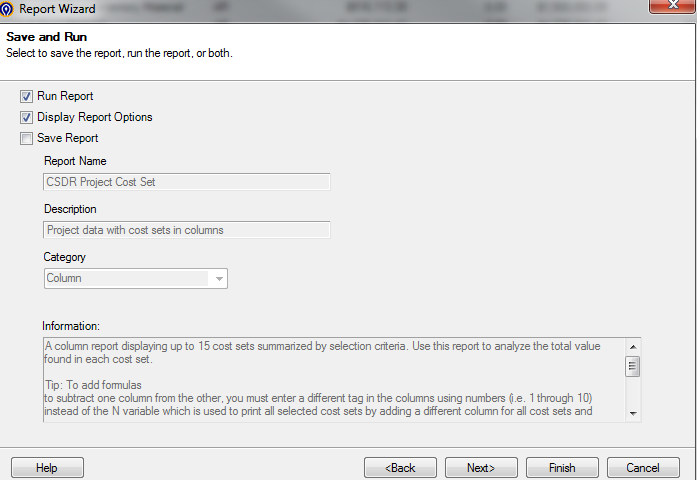 Report Wizard
Save and Run
Select to save the report, run the report, or both.
Run Report
Display Report Options
Save Report
Report Name
CSDR Project Cost Set
Description
Project data with cost sets in columns
Category
Column
Information:
A column report displaying up to 15 cost sets summarized by selection criteria. Use this report to analyze the total value
found in each cost set.
Tip: To add formulas
to subtract one column from the other, you must enter a different tag in the columns using numbers (i.e. 1 through 10)
instead of the N variable which is used to print all selected cost sets by adding a different column for all cost sets and
Help
<Back
Next>
Finish
Cancel